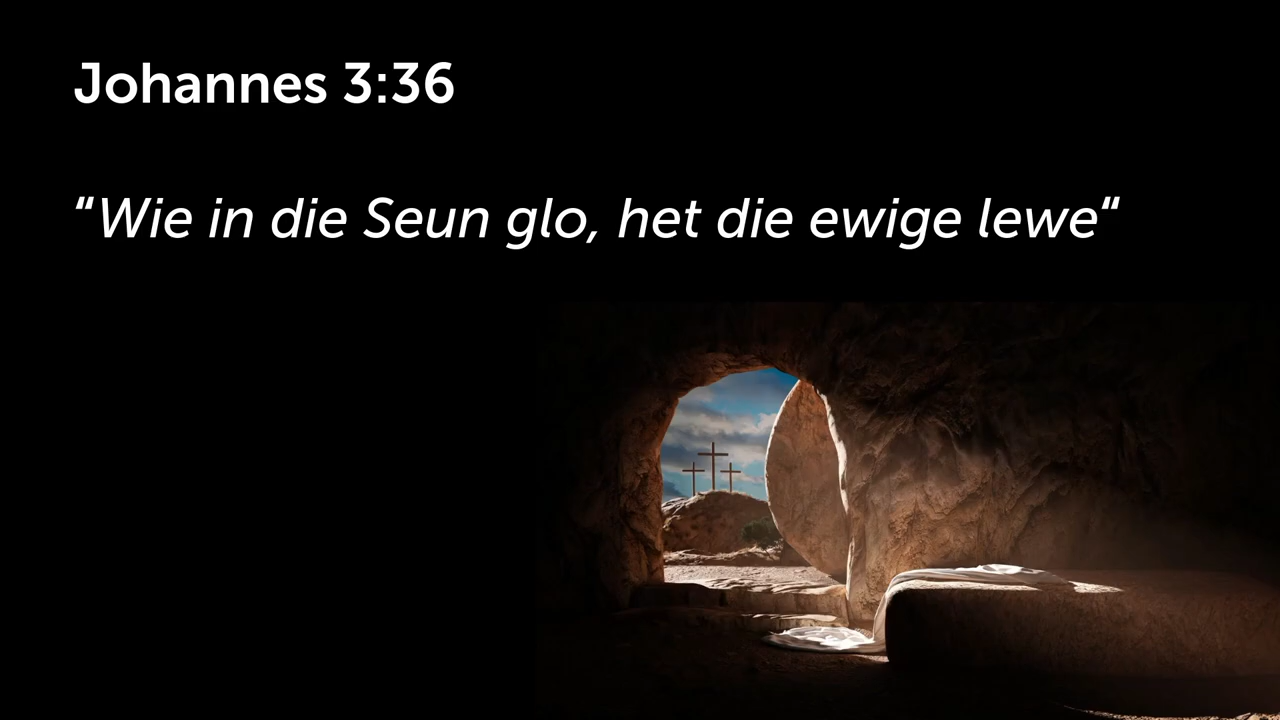 Johannes 3:36
“Wie in die Seun glo, het die ewige lewe“